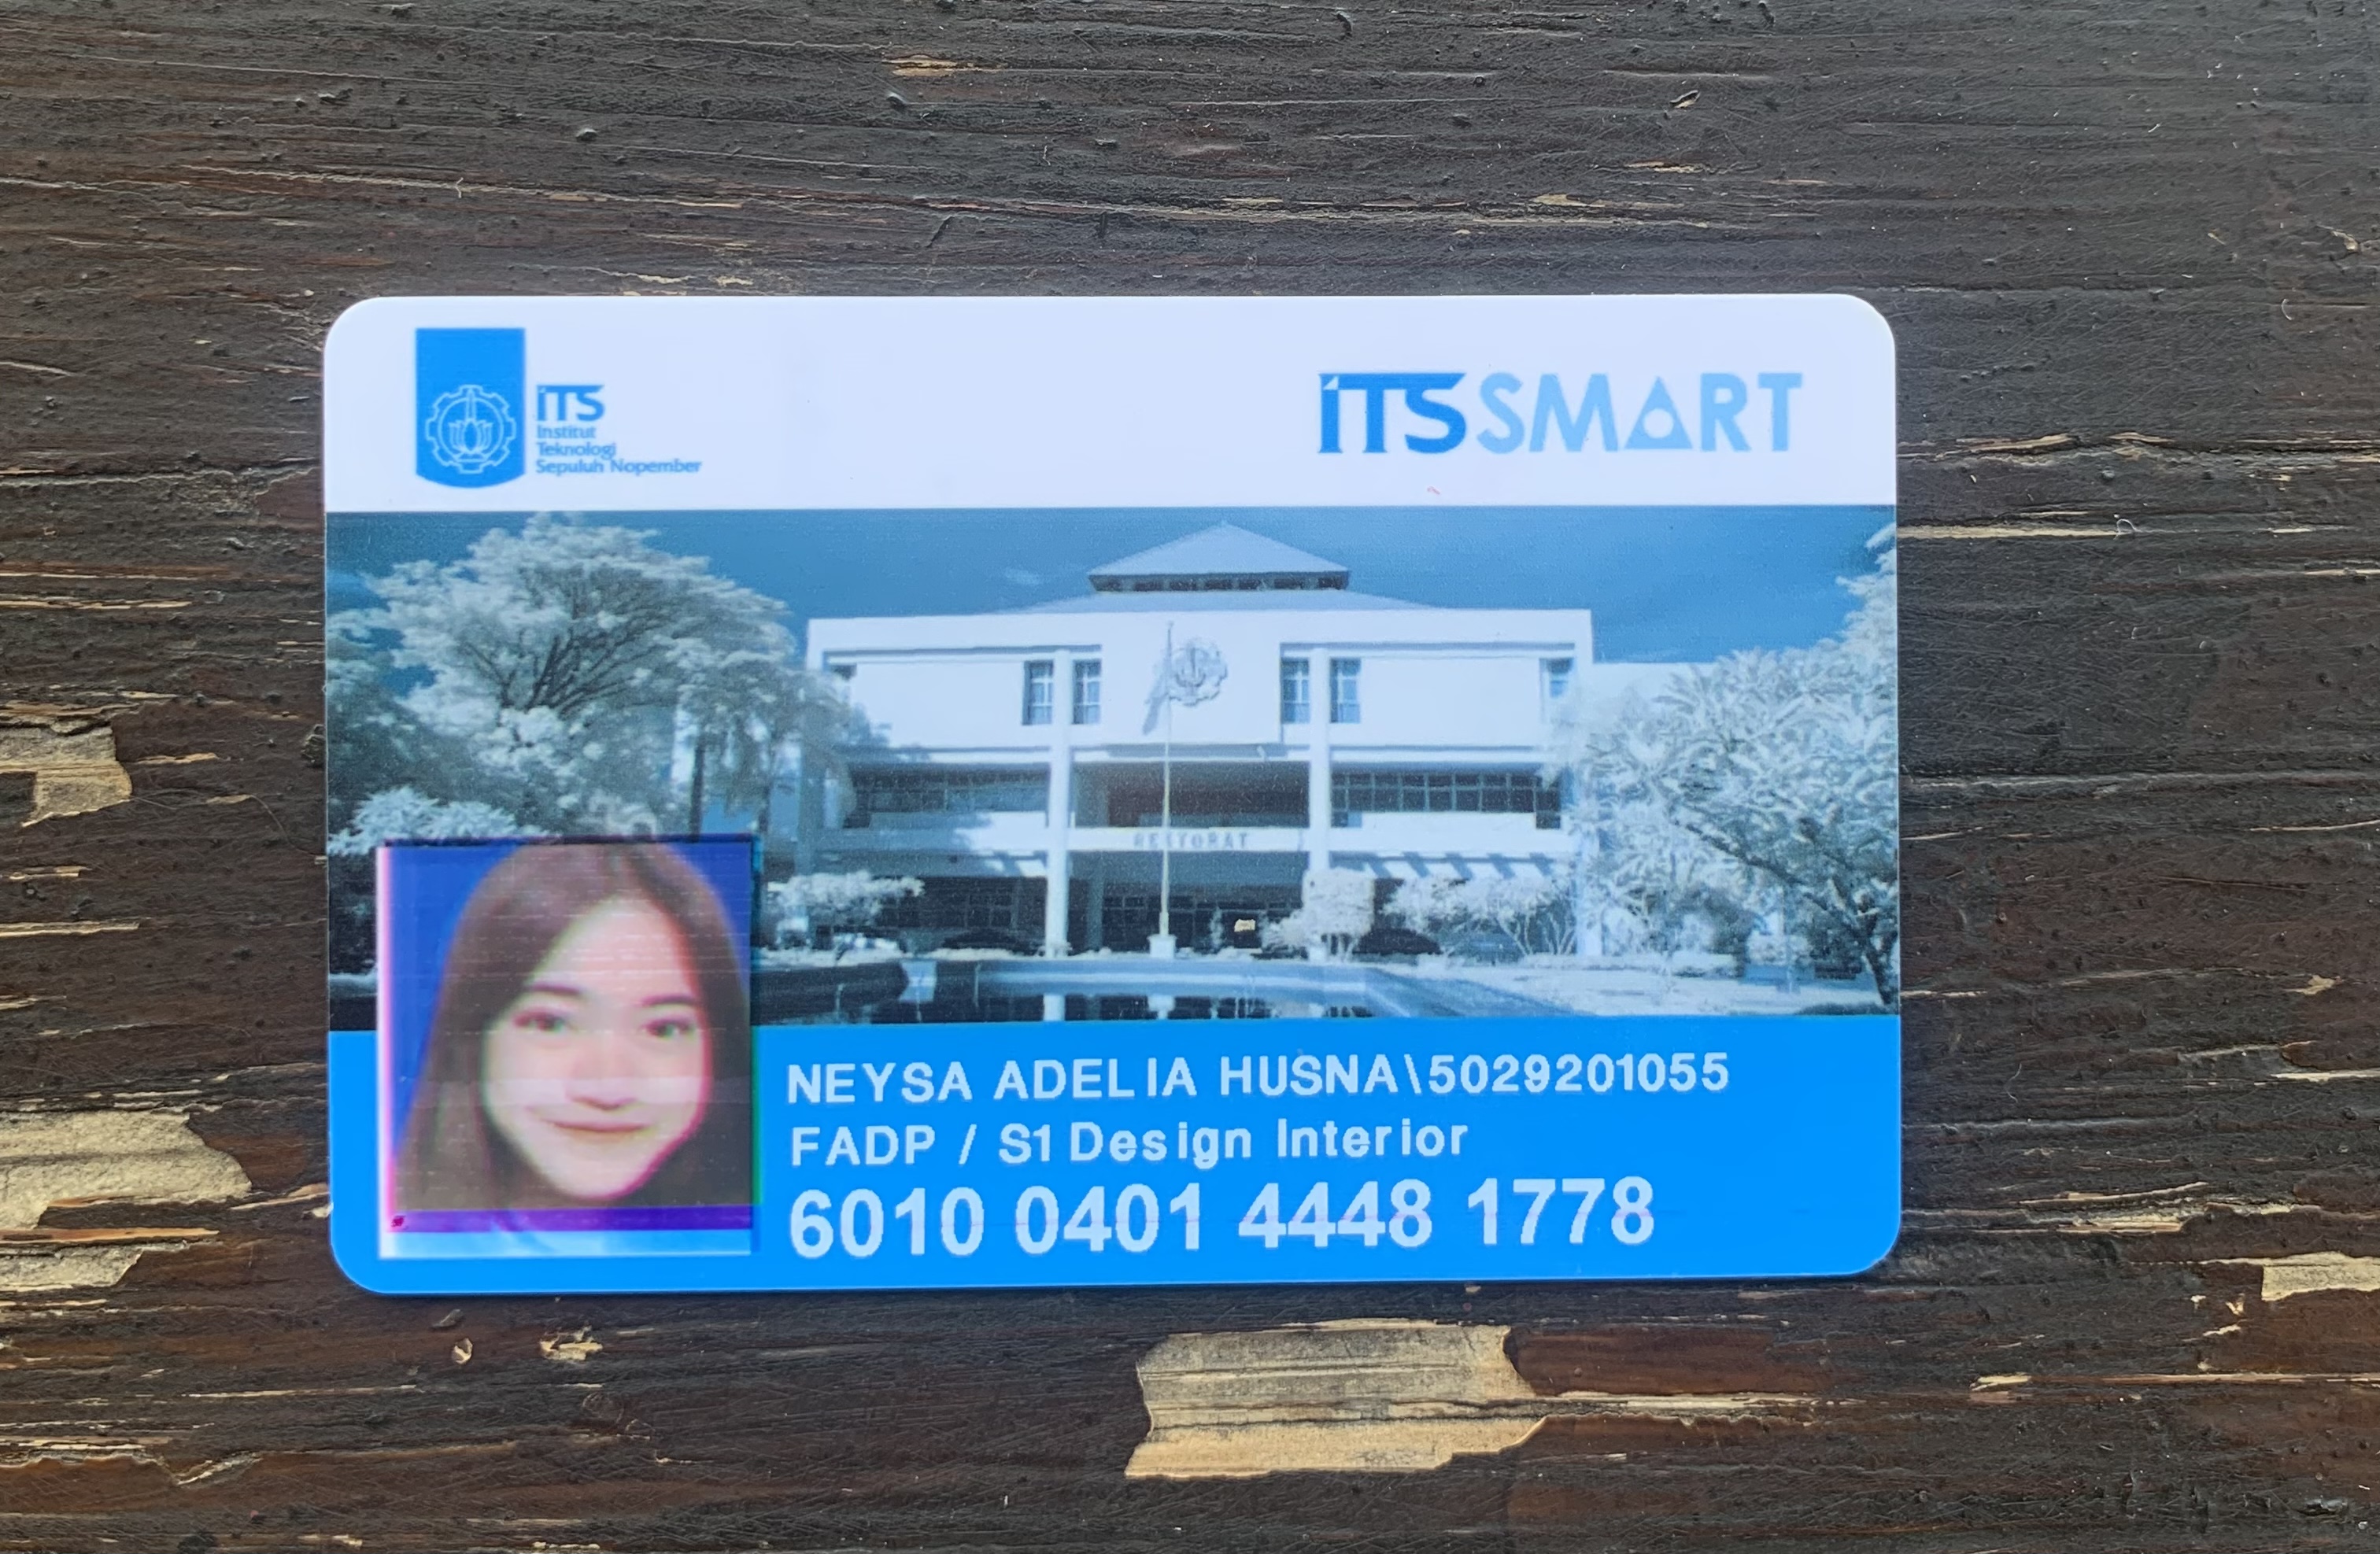 iTS
Institut
Teknologi
Sepuluh Nopember
iTS SMART
REKTORAT
NEYSA ADELIA HUSNA\5029201055
FADP / S1 Design Interior
6010 0401 4448 1778